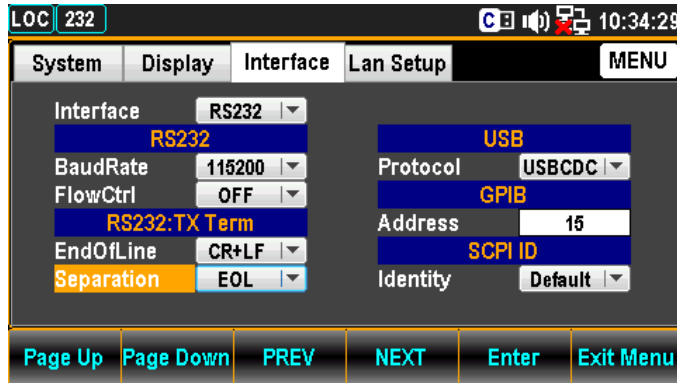 LOC 232 C 10:34:29
System Display Interface Lan Setup MENU
Interface RS232
RS232 USB
BaudRate 115200 Protocol USBCDC
FlowCtrl OFF GPIB
RS232:TX Term Address 15
EndOfLine CR+LF SCPI ID
Separation EOL Identity Default
Page Up Page Down PREV NEXT Enter Exit Menu